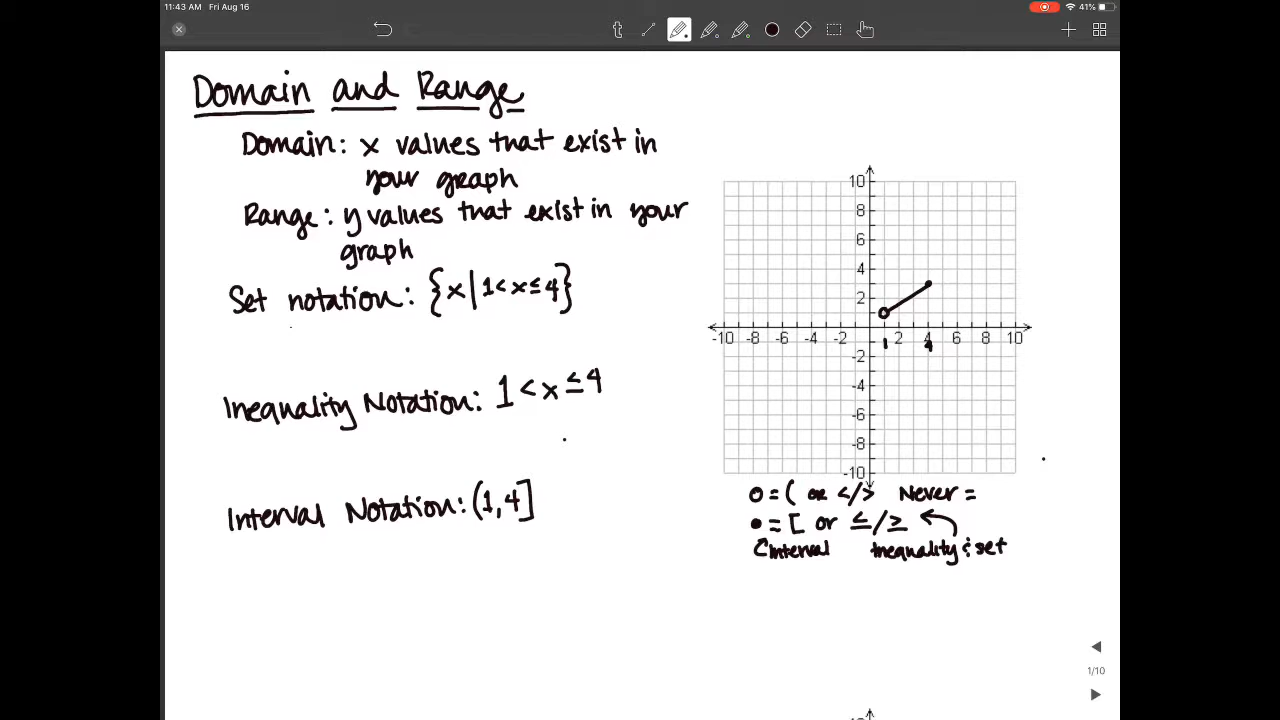 11:43 AM Fri Aug 16
41%
Domain and Range
Domain: x values that exist in
your graph
Range: y values that exist in your
graph
Set notation: {x | 1 < x ≤ 4}
Inequality Notation: 1 < x ≤ 4
Interval Notation: (1, 4]
10
8
6
4
2
-10 -8 -6 -4 -2 2 4 6 8 10
1 4
-2
-4
-6
-8
-10
o = ( or </> Never =
• = [ or ≤/≥
Interval Inequality & set
1/10